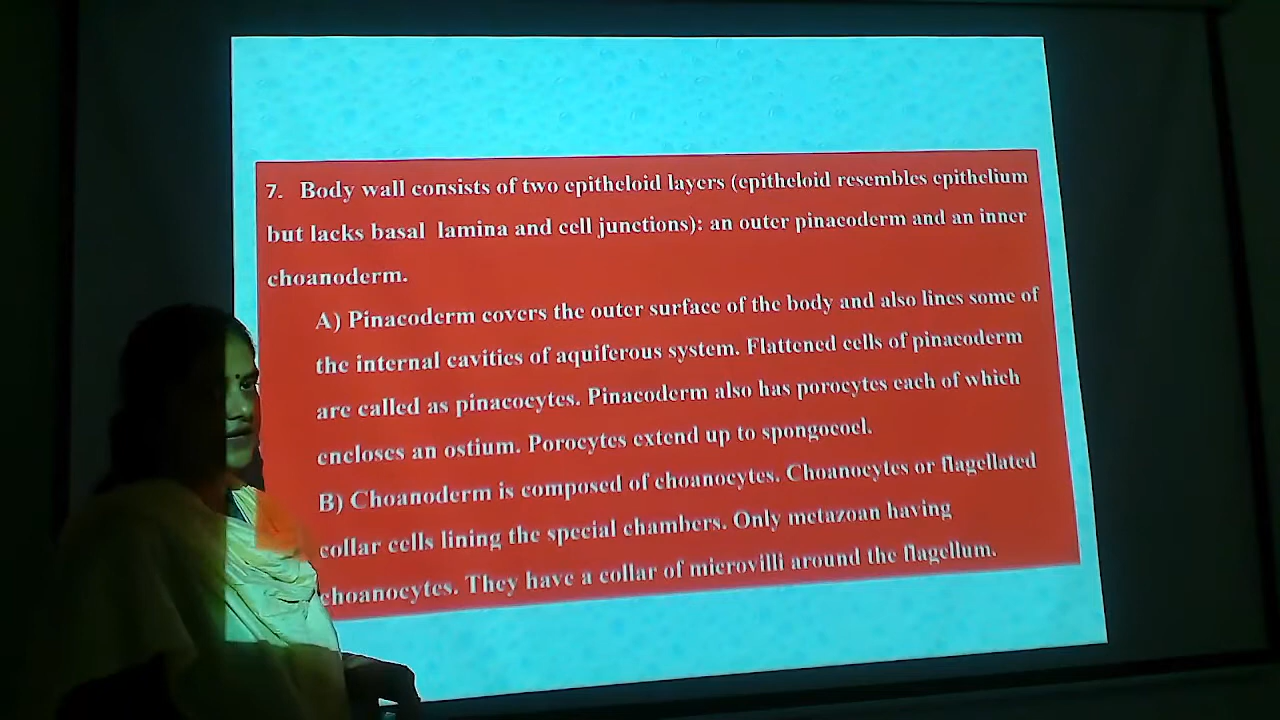 7. Body wall consists of two epitheloid layers (epitheloid resembles epithelium
but lacks basal lamina and cell junctions): an outer pinacoderm and an inner
choanoderm.
A) Pinacoderm covers the outer surface of the body and also lines some of
the internal cavities of aquiferous system. Flattened cells of pinacoderm
are called as pinacocytes. Pinacoderm also has porocytes each of which
encloses an ostium. Porocytes extend up to spongocoel.
B) Choanoderm is composed of choanocytes. Choanocytes or flagellated
collar cells lining the special chambers. Only metazoan having
choanocytes. They have a collar of microvilli around the flagellum.